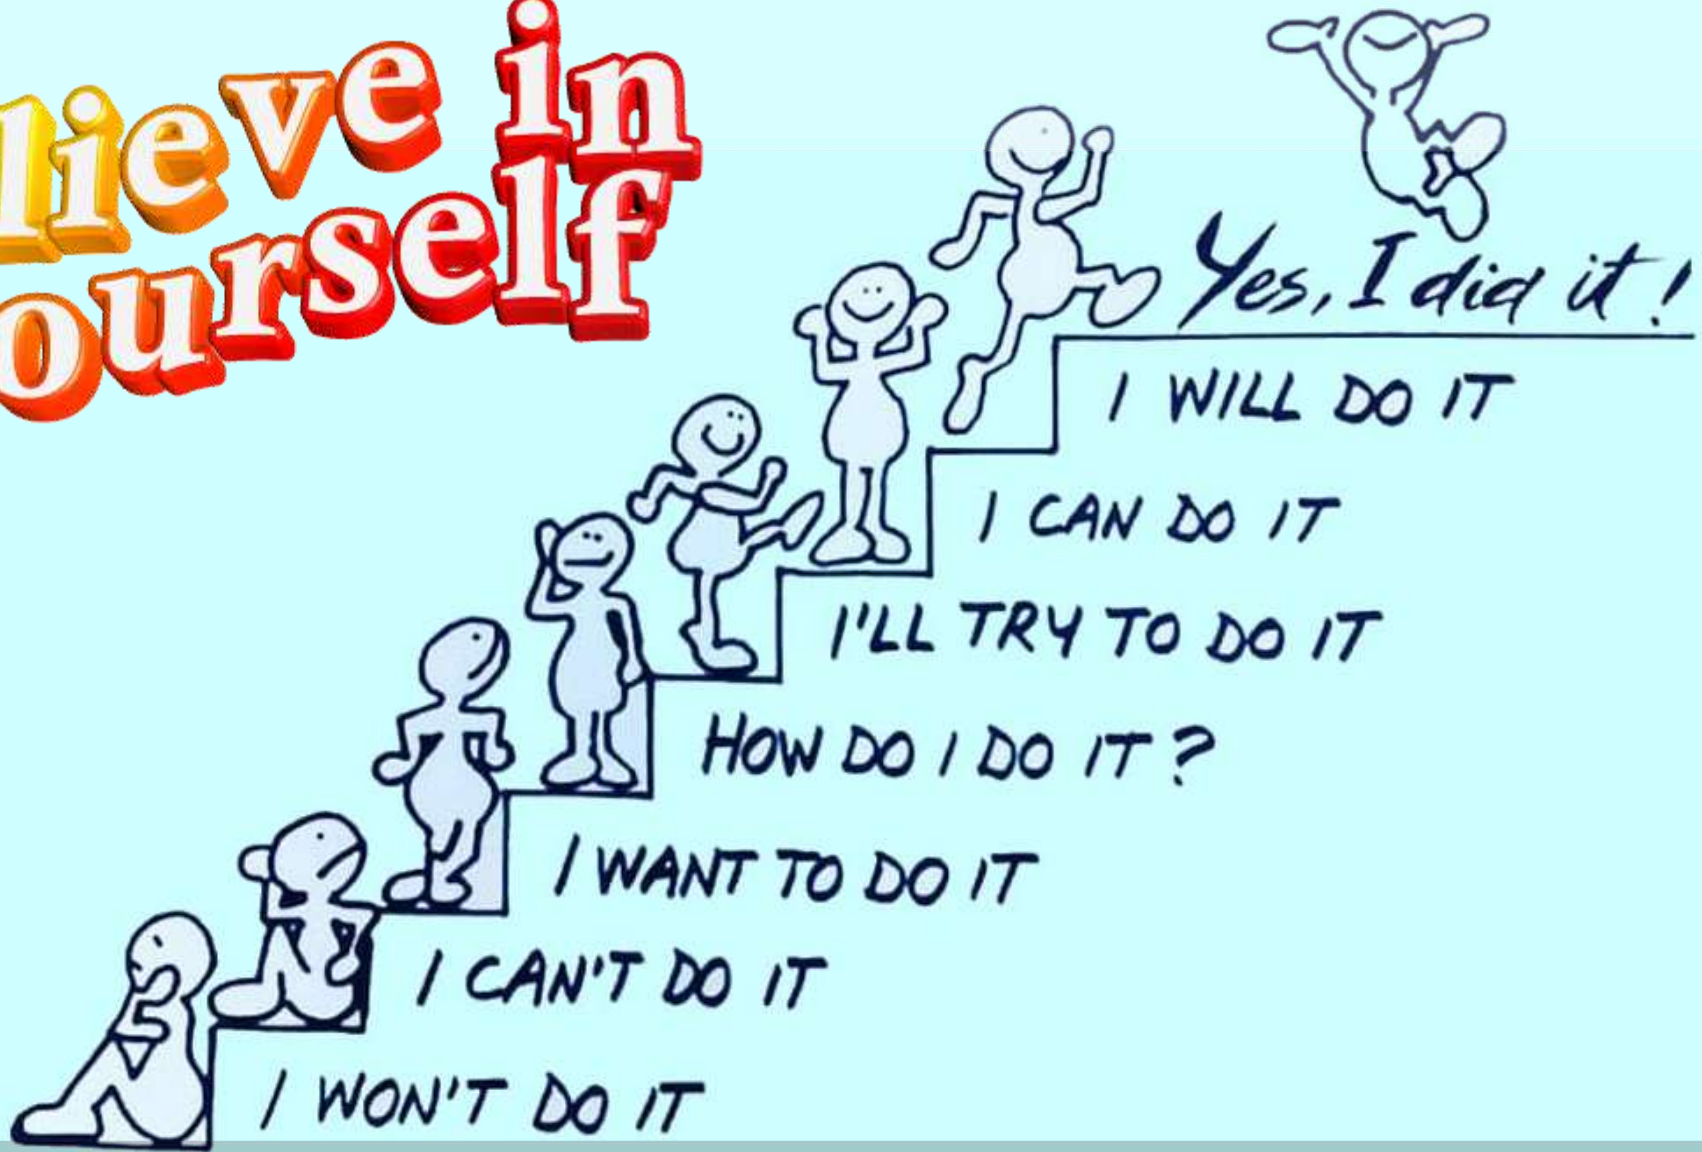 lieve in
ourself
Yes, I did it!
I WILL DO IT
I CAN DO IT
I'LL TRY TO DO IT
HOW DO I DO IT?
I WANT TO DO IT
I CAN'T DO IT
I WON'T DO IT